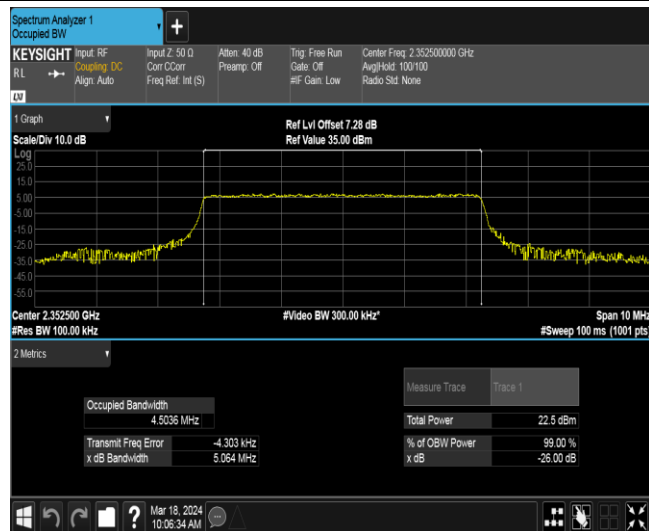 Spectrum Analyzer 1
Occupied BW
+
KEYSIGHT Input: RF Input Z: 50 Ω Atten: 40 dB Trig: Free Run Center Freq: 2.352500000 GHz
RL Coupling: DC Corr CCorr Preamp: Off Gate: Off Avg|Hold: 100/100
Align: Auto Freq Ref: Int (S) #IF Gain: Low Radio Std: None
LXI
1 Graph
Ref Lvl Offset 7.28 dB
Scale/Div 10.0 dB Ref Value 35.00 dBm
Log
25.0
15.0
5.00
-5.00
-15.0
-25.0
-35.0
-45.0
-55.0
Center 2.352500 GHz #Video BW 300.00 kHz* Span 10 MHz
#Res BW 100.00 kHz #Sweep 100 ms (1001 pts)
2 Metrics
Measure Trace Trace 1
Occupied Bandwidth
4.5036 MHz Total Power 22.5 dBm
Transmit Freq Error -4.303 kHz % of OBW Power 99.00 %
x dB Bandwidth 5.064 MHz x dB -26.00 dB
? Mar 18, 2024
10:06:34 AM